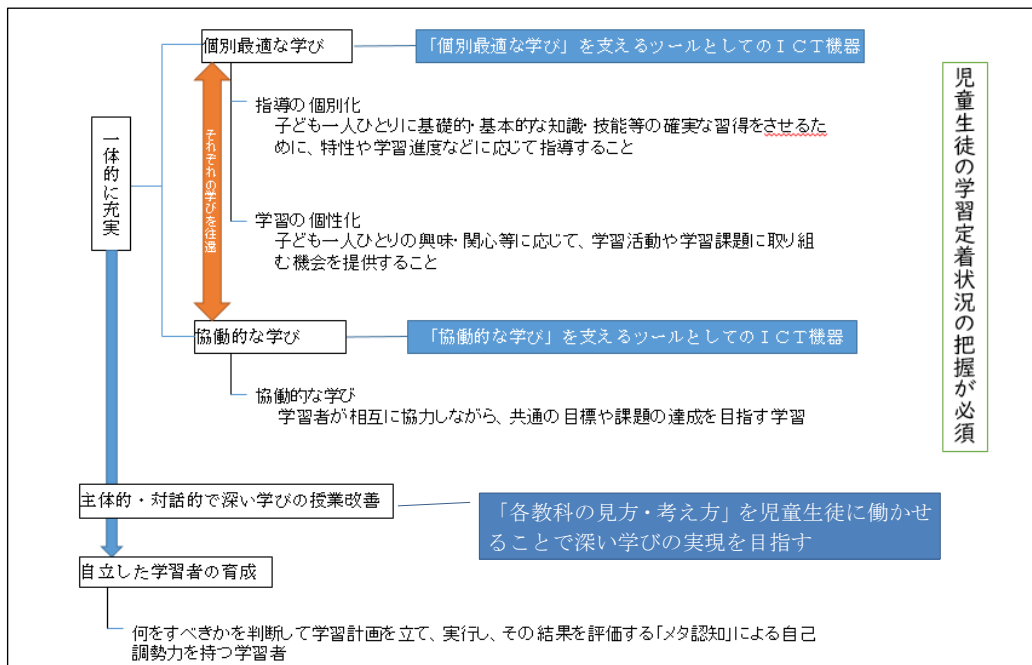 個別最適な学び
「個別最適な学び」を支えるツールとしてのＩＣＴ機器
指導の個別化
子ども一人ひとりに基礎的・基本的な知識・技能等の確実な習得をさせるた
めに、特性や学習進度などに応じて指導すること
一体的に充実
それぞれの学びを往還
学習の個性化
子ども一人ひとりの興味・関心等に応じて、学習活動や学習課題に取り組
む機会を提供すること
児童生徒の学習定着状況の把握が必須
協働的な学び
「協働的な学び」を支えるツールとしてのＩＣＴ機器
協働的な学び
学習者が相互に協力しながら、共通の目標や課題の達成を目指す学習
主体的・対話的で深い学びの授業改善
「各教科の見方・考え方」を児童生徒に働かせ
ることで深い学びの実現を目指す
自立した学習者の育成
何をすべきかを判断して学習計画を立て、実行し、その結果を評価する「メタ認知」による自己
調勢力を持つ学習者